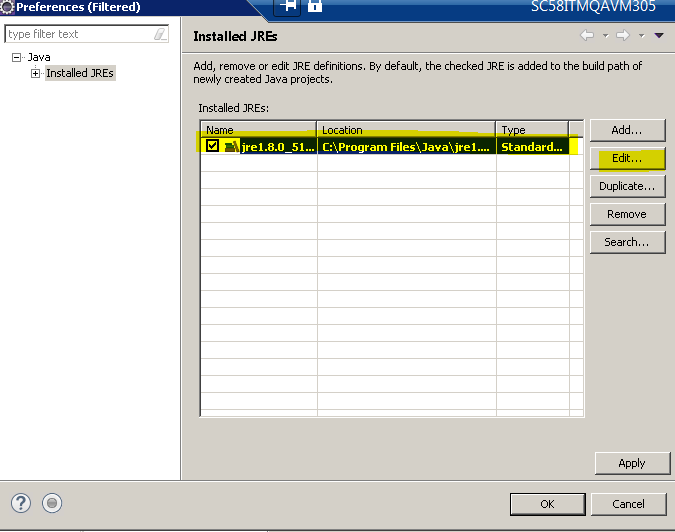 Preferences (Filtered)
SC58ITMQAVM305
type filter text
Java
Installed JREs
Installed JREs
Add, remove or edit JRE definitions. By default, the checked JRE is added to the build path of
newly created Java projects.
Installed JREs:
Name Location Type
jre1.8.0_51... C:\Program Files\Java\jre1.... Standard...
Add...
Edit...
Duplicate...
Remove
Search...
Apply
OK Cancel